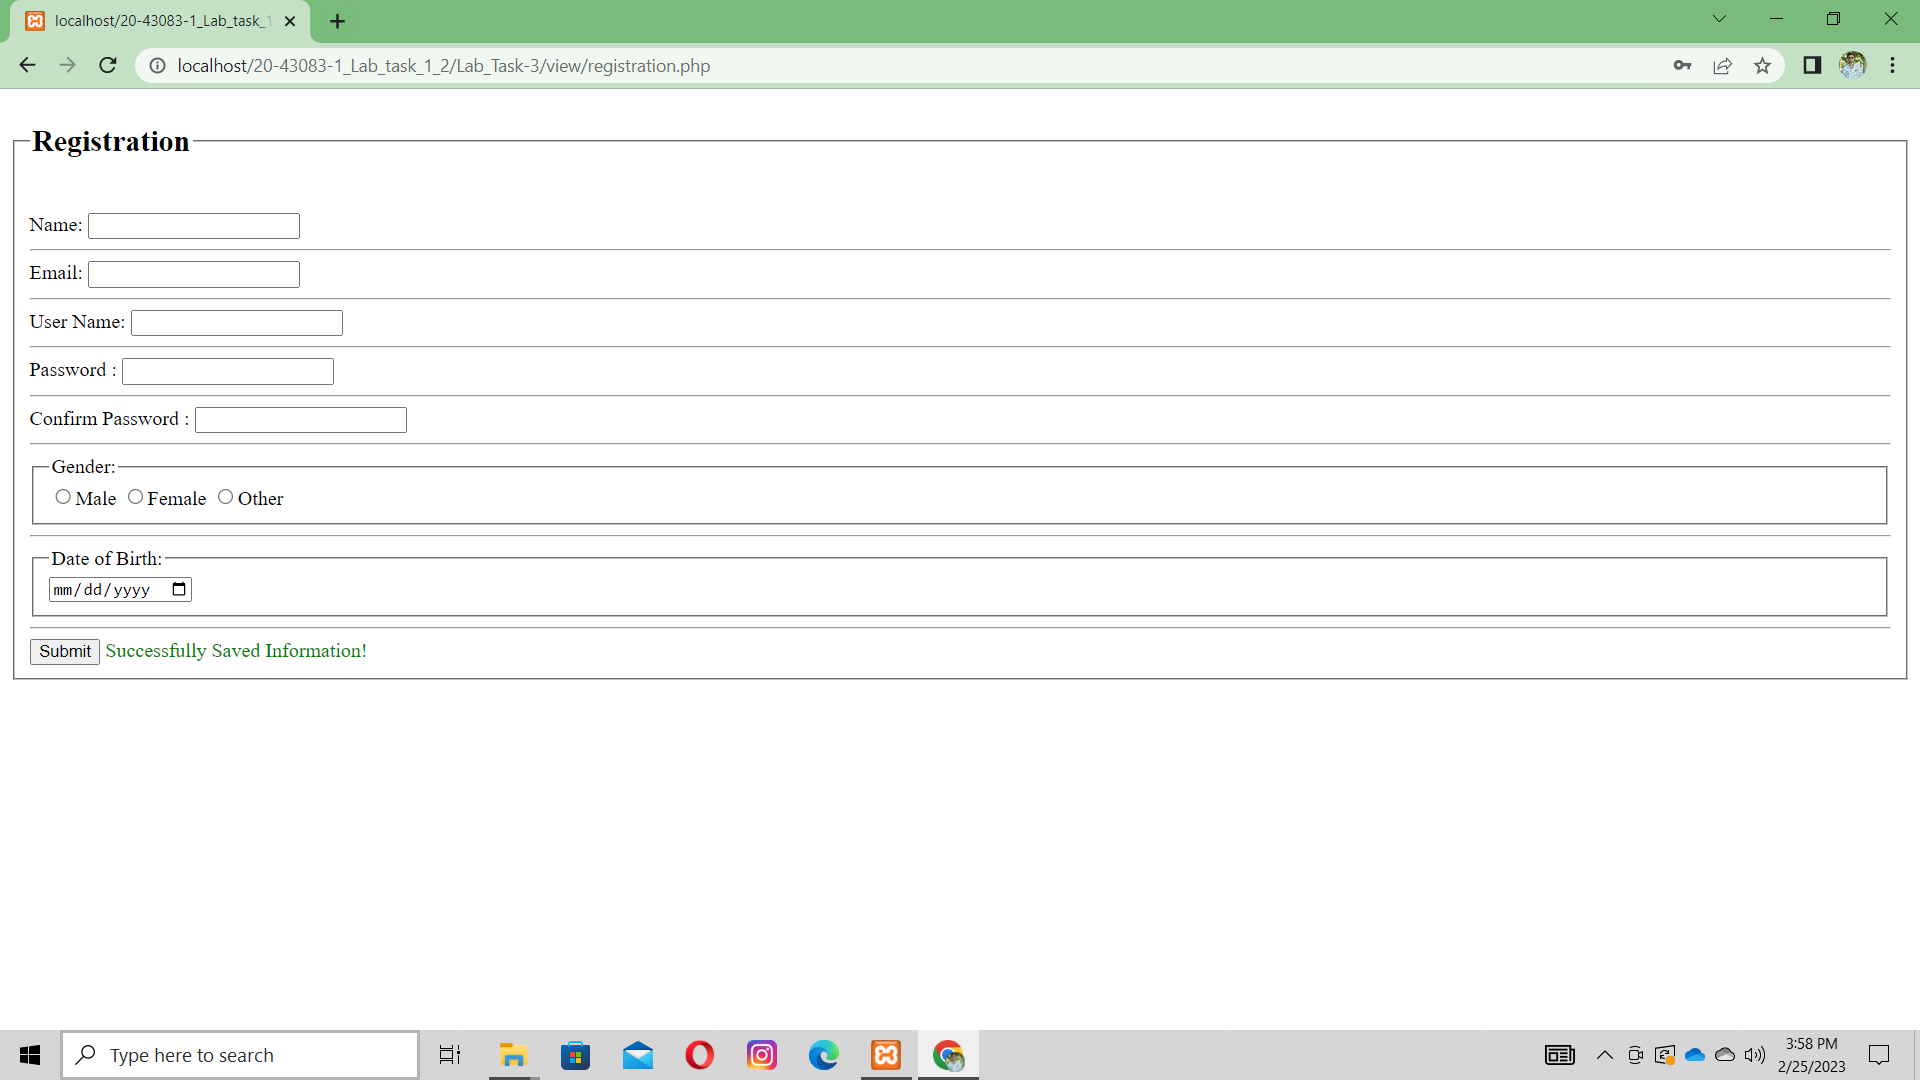 localhost/20-43083-1_Lab_task_1
localhost/20-43083-1_Lab_task_1_2/Lab_Task-3/view/registration.php
Registration
Name:
Email:
User Name:
Password :
Confirm Password :
Gender:
Male Female Other
Date of Birth:
mm/dd/yyyy
Submit Successfully Saved Information!
Type here to search
3:58 PM
2/25/2023